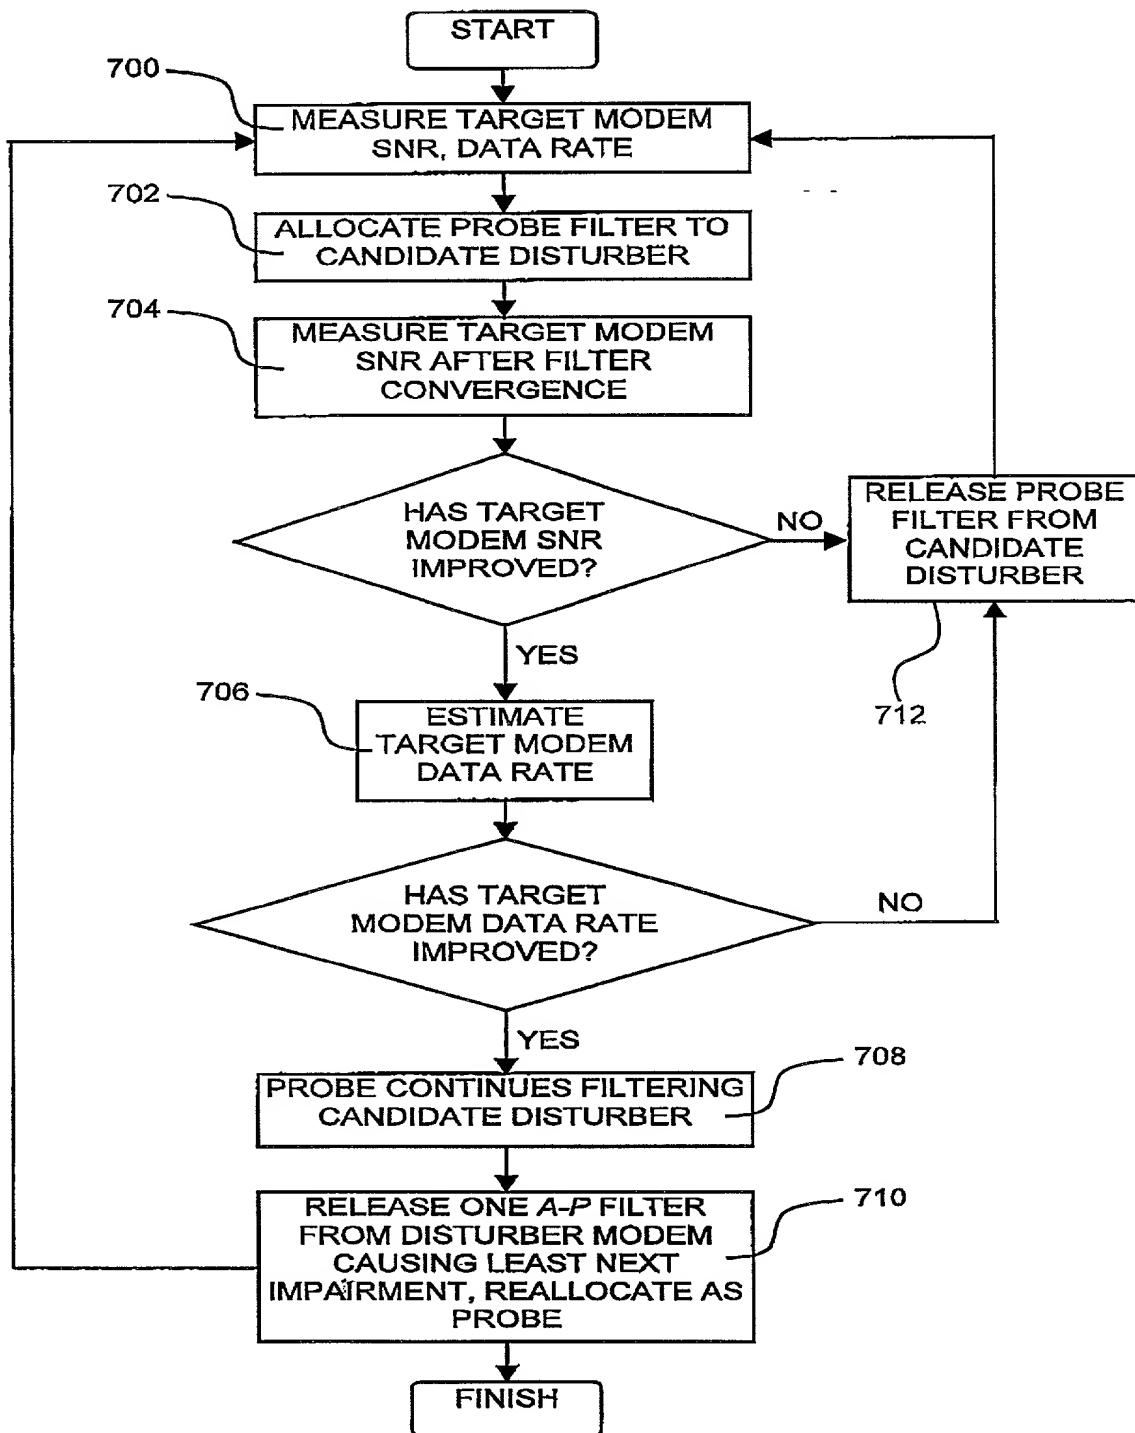 START
700
MEASURE TARGET MODEM
SNR, DATA RATE
702
ALLOCATE PROBE FILTER TO
CANDIDATE DISTURBER
704
MEASURE TARGET MODEM
SNR AFTER FILTER
CONVERGENCE
HAS TARGET
MODEM SNR
IMPROVED?
NO
RELEASE PROBE
FILTER FROM
CANDIDATE
DISTURBER
712
YES
706
ESTIMATE
TARGET MODEM
DATA RATE
HAS TARGET
MODEM DATA RATE
IMPROVED?
NO
YES
708
PROBE CONTINUES FILTERING
CANDIDATE DISTURBER
710
RELEASE ONE A-P FILTER
FROM DISTURBER MODEM
CAUSING LEAST NEXT
IMPAIRMENT, REALLOCATE AS
PROBE
FINISH